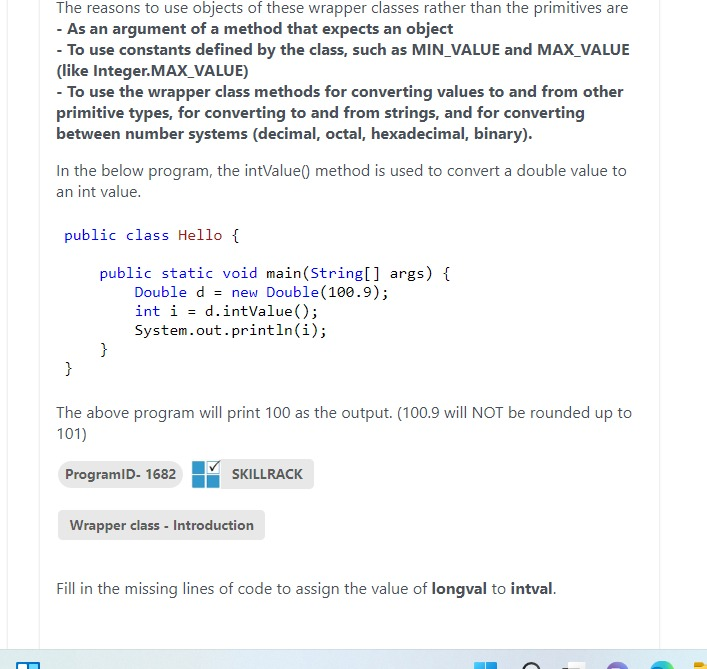 The reasons to use objects of these wrapper classes rather than the primitives are
- As an argument of a method that expects an object
- To use constants defined by the class, such as MIN_VALUE and MAX_VALUE
(like Integer.MAX_VALUE)
- To use the wrapper class methods for converting values to and from other
primitive types, for converting to and from strings, and for converting
between number systems (decimal, octal, hexadecimal, binary).
In the below program, the intValue() method is used to convert a double value to
an int value.
public class Hello {
public static void main(String[] args) {
Double d = new Double(100.9);
int i = d.intValue();
System.out.println(i);
}
}
The above program will print 100 as the output. (100.9 will NOT be rounded up to
101)
ProgramID- 1682 SKILLRACK
Wrapper class - Introduction
Fill in the missing lines of code to assign the value of longval to intval.